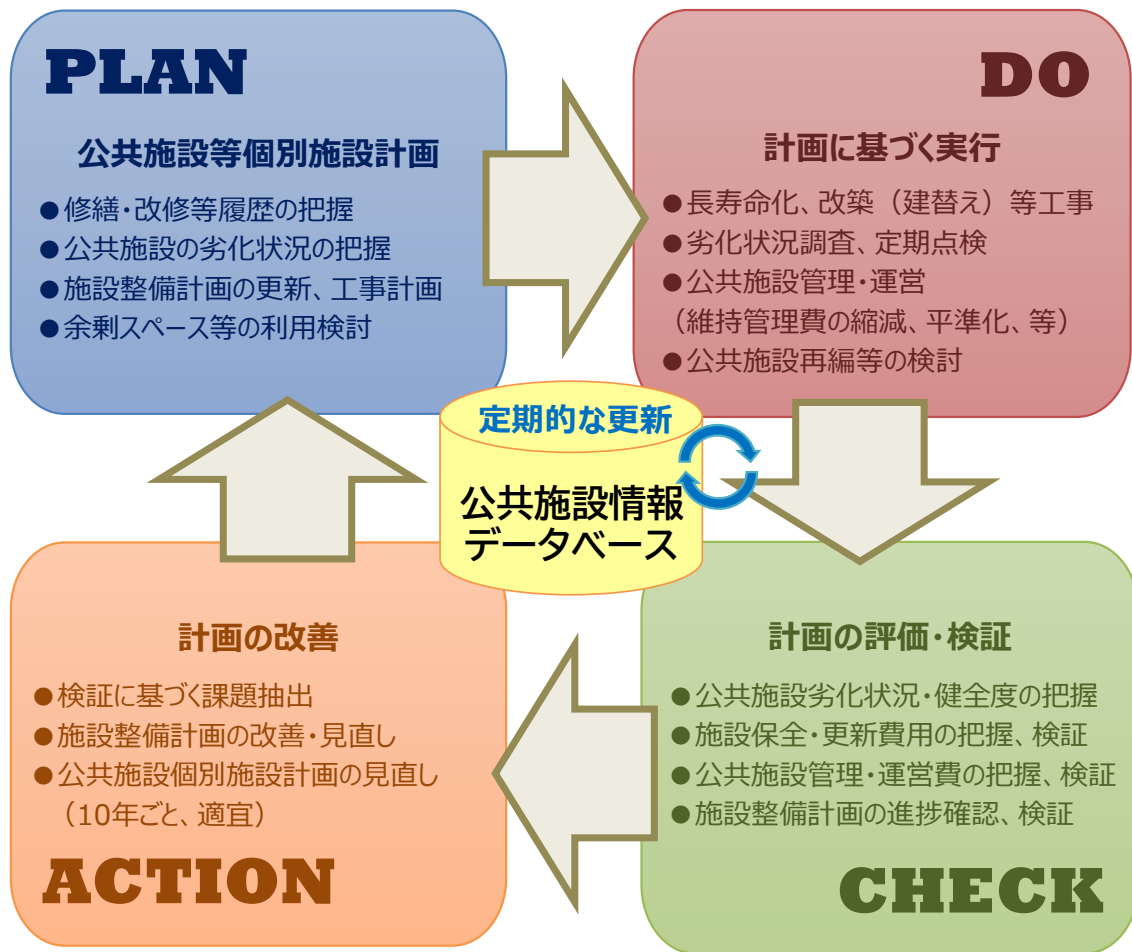 PLAN
公共施設等個別施設計画
●修繕・改修等履歴の把握
●公共施設の劣化状況の把握
●施設整備計画の更新、工事計画
●余剰スペース等の利用検討
DO
計画に基づく実行
●長寿命化、改築（建替え）等工事
●劣化状況調査、定期点検
●公共施設管理・運営
（維持管理費の縮減、平準化、等）
●公共施設再編等の検討
定期的な更新
公共施設情報
データベース
計画の改善
●検証に基づく課題抽出
●施設整備計画の改善・見直し
●公共施設個別施設計画の見直し
（10年ごと、適宜）
ACTION
計画の評価・検証
●公共施設劣化状況・健全度の把握
●施設保全・更新費用の把握、検証
●公共施設管理・運営費の把握、検証
●施設整備計画の進捗確認、検証
CHECK